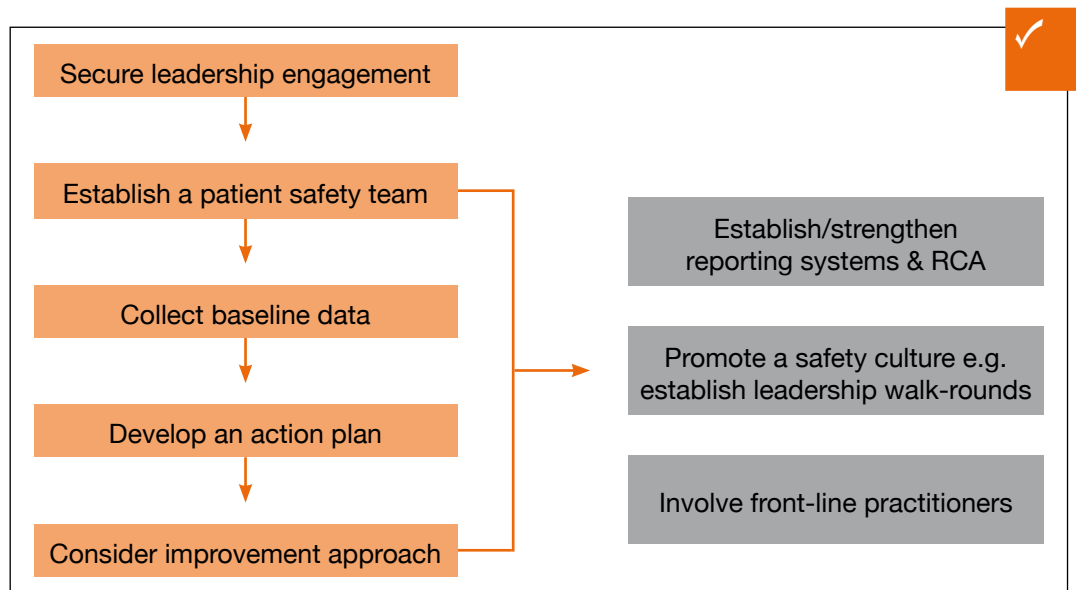 Secure leadership engagement
Establish a patient safety team
Collect baseline data
Develop an action plan
Consider improvement approach
Establish/strengthen
reporting systems & RCA
Promote a safety culture e.g.
establish leadership walk-rounds
Involve front-line practitioners